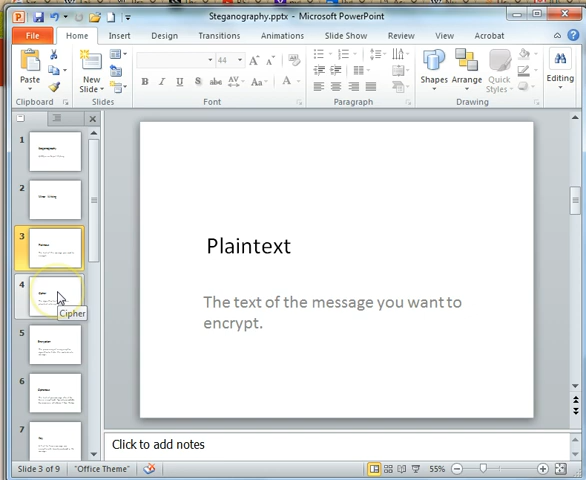 Steganography.pptx - Microsoft PowerPoint
File Home Insert Design Transitions Animations Slide Show Review View Acrobat
Paste New Slide 44 Shapes Arrange Quick Styles Editing
Clipboard Slides Font Paragraph Drawing
1
2
3
4
Cipher
5
6
7
Plaintext
The text of the message you want to
encrypt.
Click to add notes
Slide 3 of 9 "Office Theme" 55%